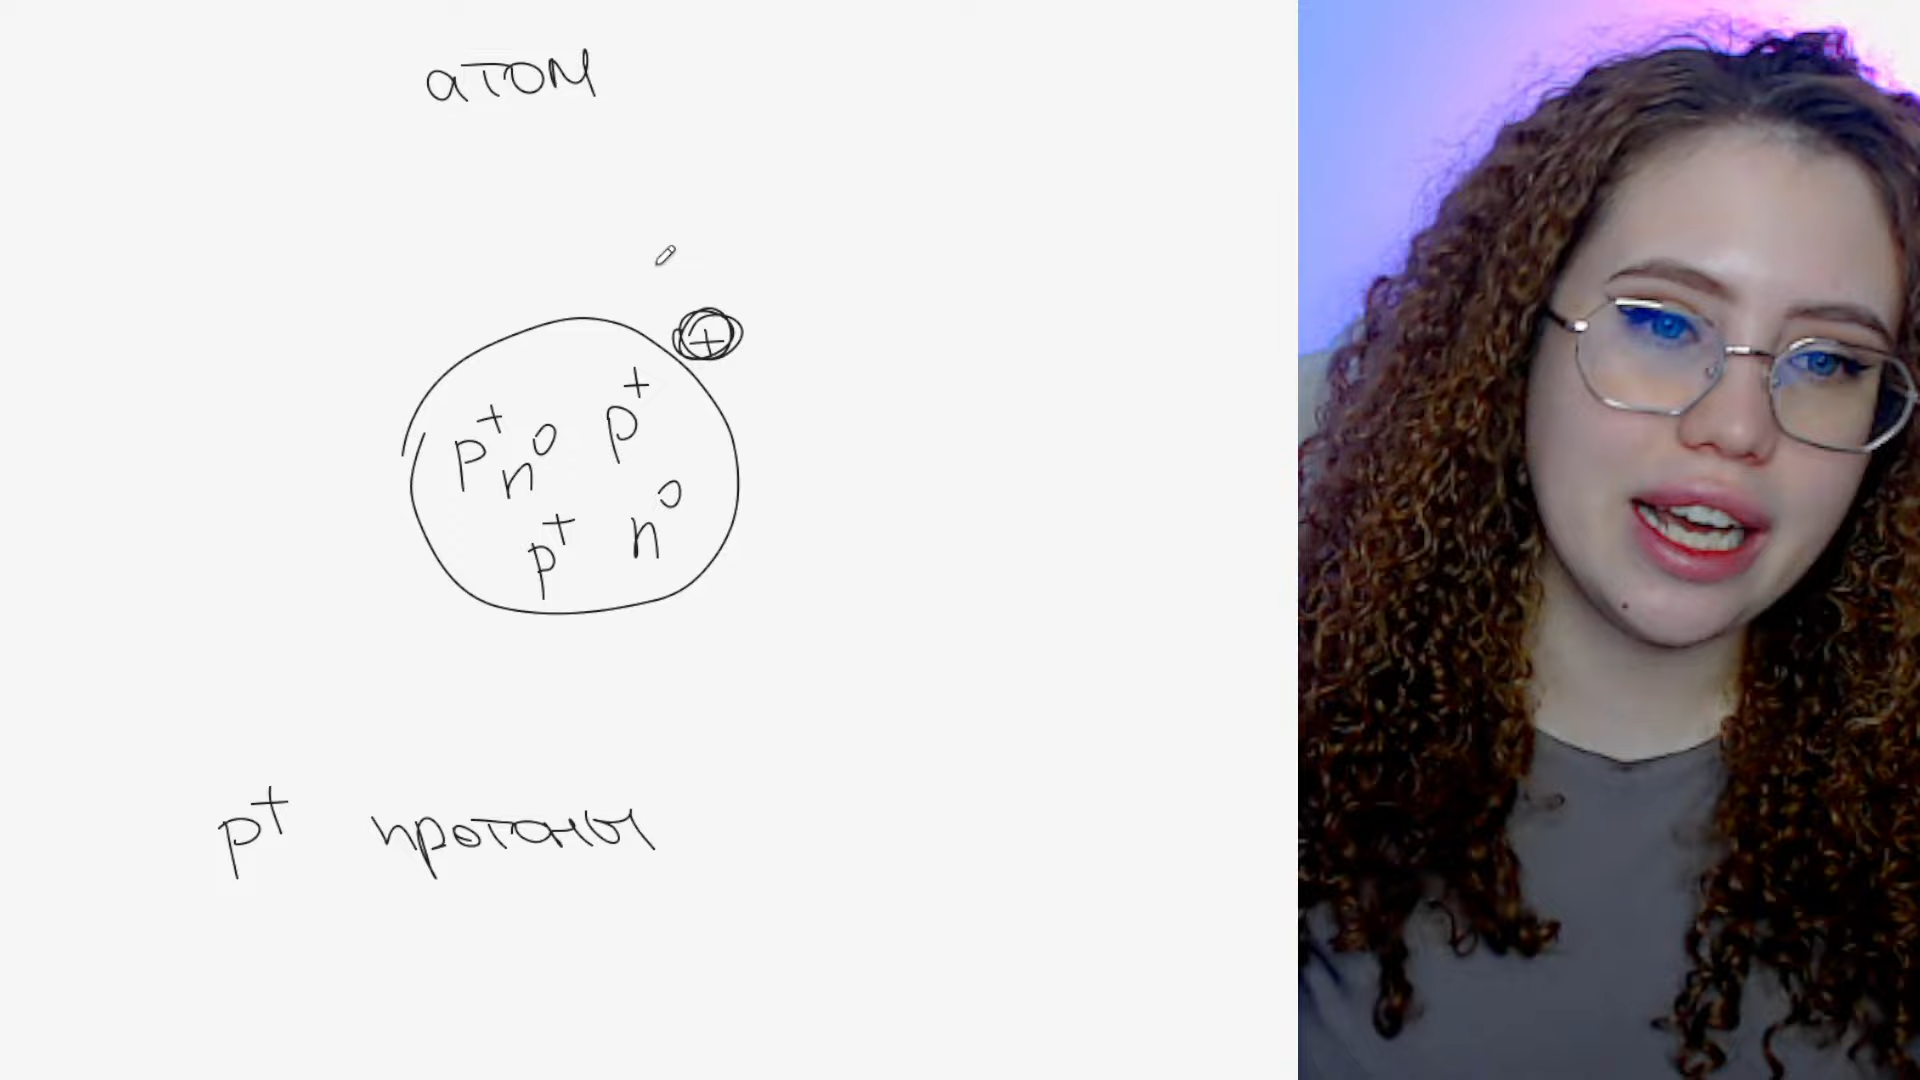 атом
+
p⁺ n⁰ p⁺
p⁺ n⁰
p⁺ протоны